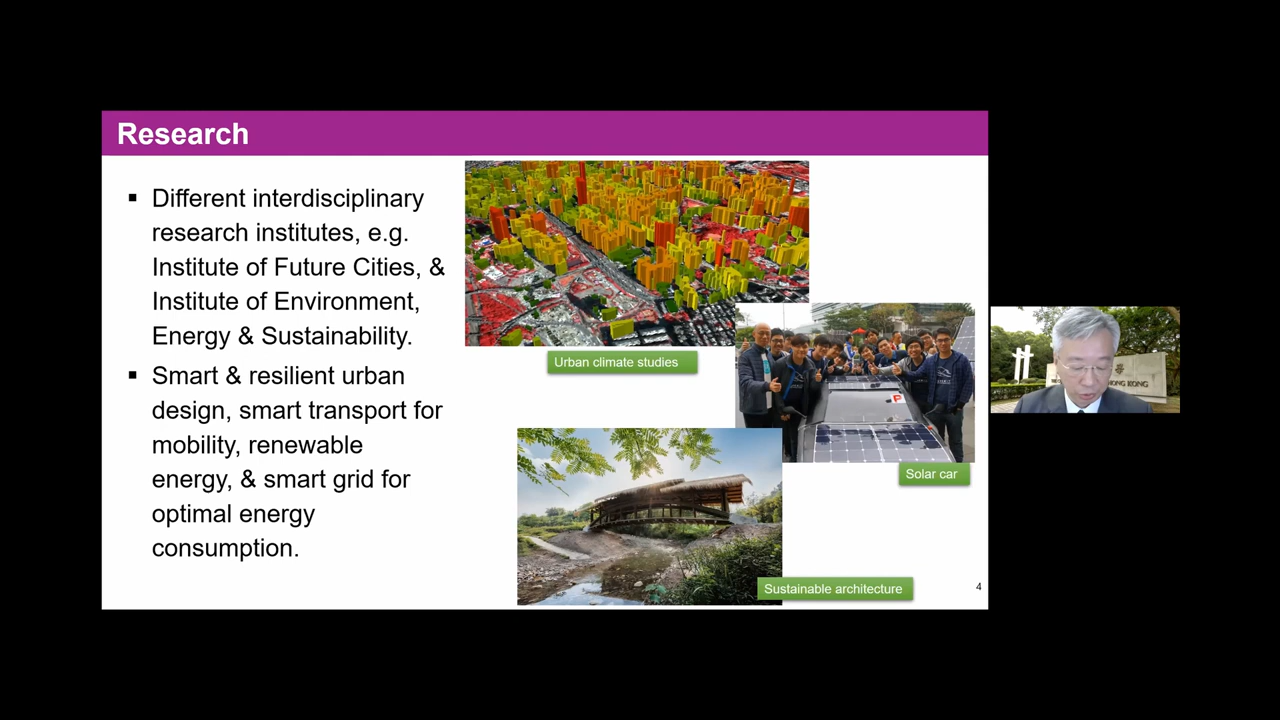 Research
▪ Different interdisciplinary
research institutes, e.g.
Institute of Future Cities, &
Institute of Environment,
Energy & Sustainability.
▪ Smart & resilient urban
design, smart transport for
mobility, renewable
energy, & smart grid for
optimal energy
consumption.
Urban climate studies
P
Solar car
Sustainable architecture
4
HONG KONG